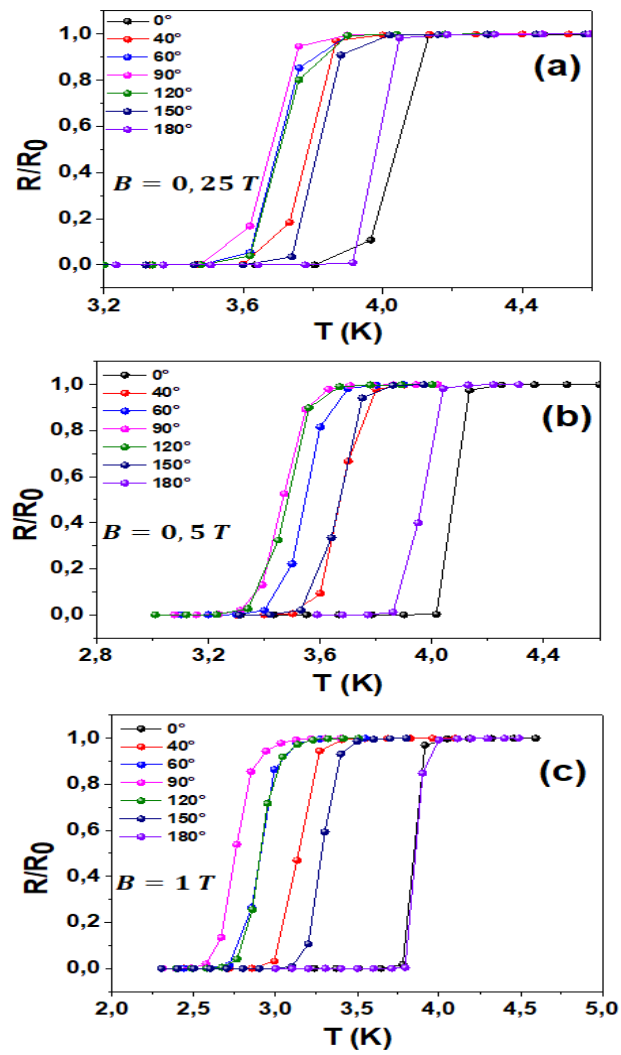 1,0
0,8
0,6
0,4
0,2
0,0
R/R0
0°
40°
60°
90°
120°
150°
180°
(a)
B = 0,25 T
3,2 3,6 4,0 4,4
T (K)
1,0
0,8
0,6
0,4
0,2
0,0
R/R0
0°
40°
60°
90°
120°
150°
180°
(b)
B = 0,5 T
2,8 3,2 3,6 4,0 4,4
T (K)
1,0
0,8
0,6
0,4
0,2
0,0
R/R0
0°
40°
60°
90°
120°
150°
180°
(c)
B = 1 T
2,0 2,5 3,0 3,5 4,0 4,5 5,0
T (K)